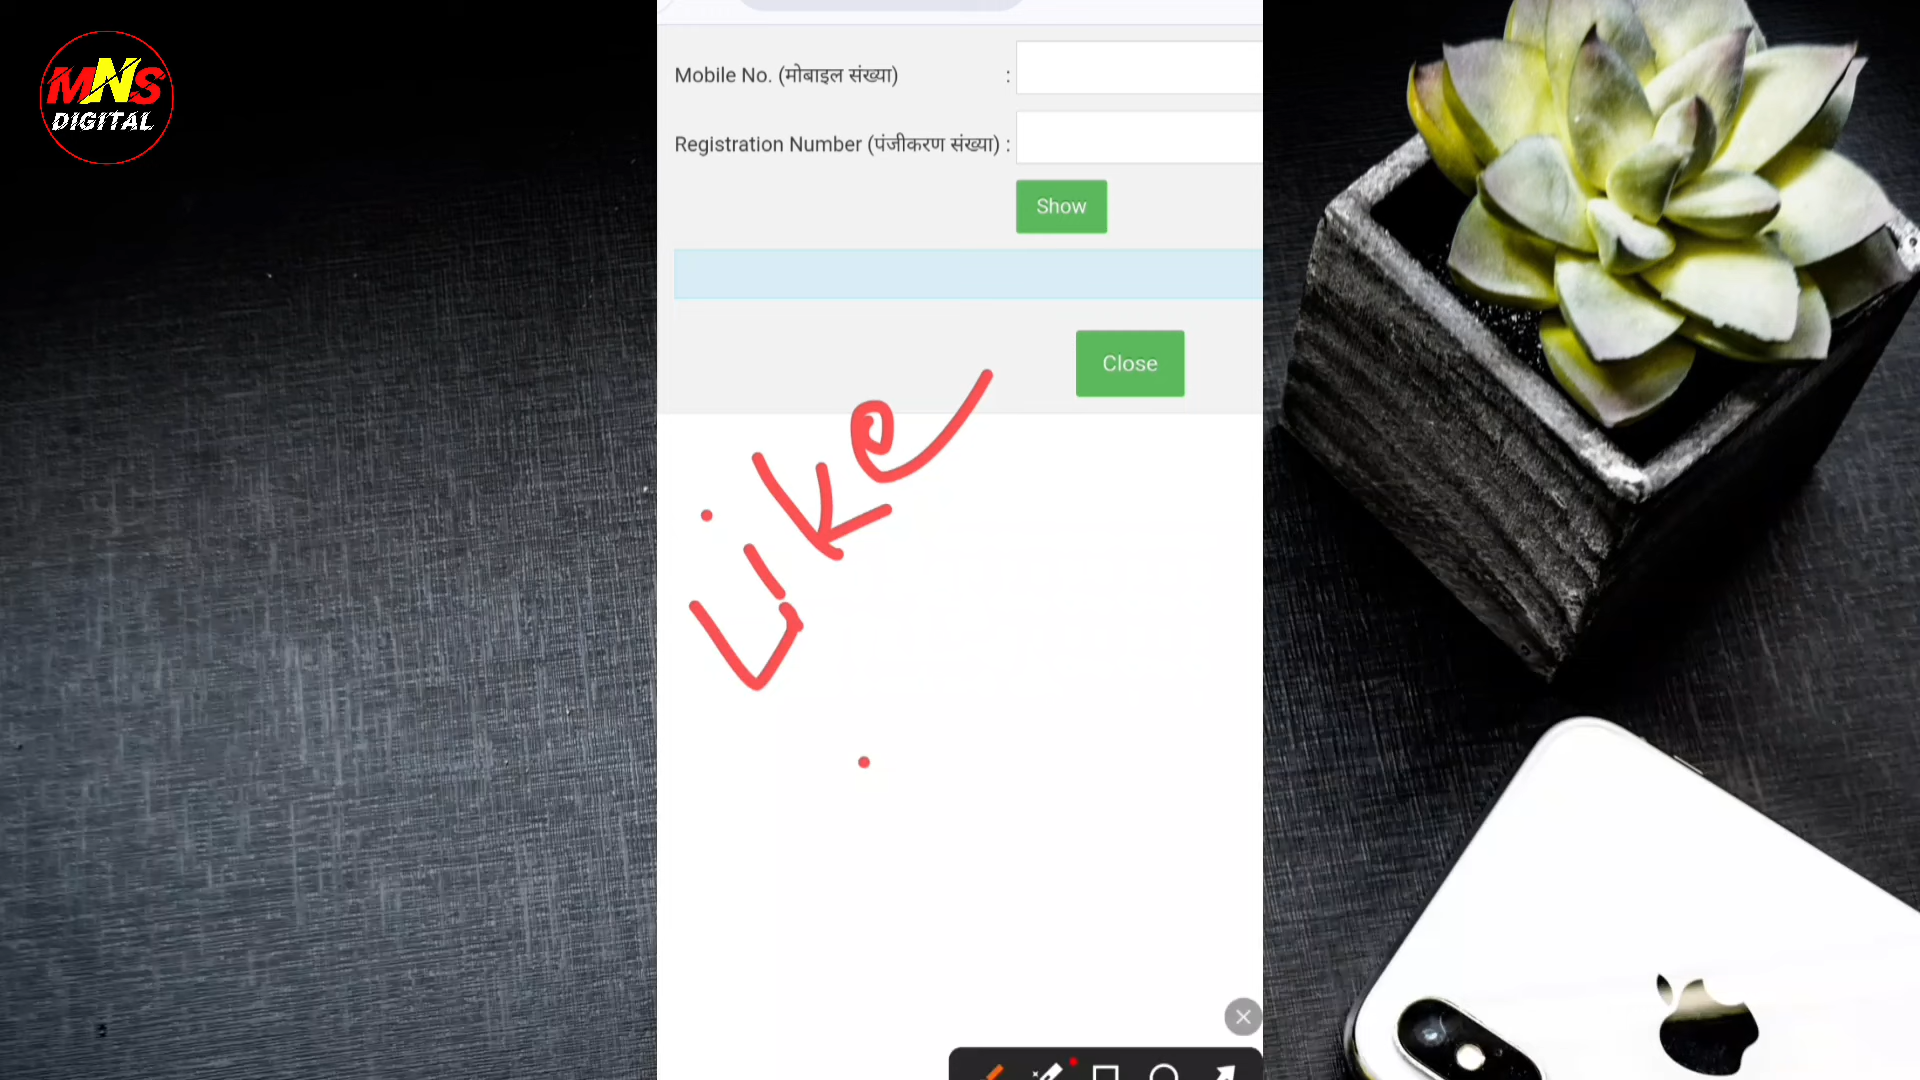 MNS
DIGITAL
Mobile No. (मोबाइल संख्या) :
Registration Number (पंजीकरण संख्या) :
Show
Close
Like